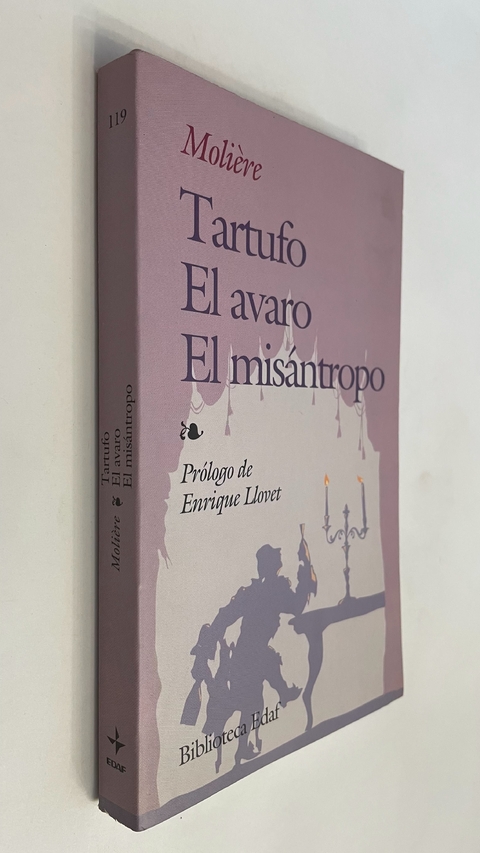 119
Tartufo
El avaro
El misántropo
Molière
EDAF
Molière
Tartufo
El avaro
El misántropo
Prólogo de
Enrique Llovet
Biblioteca Edaf